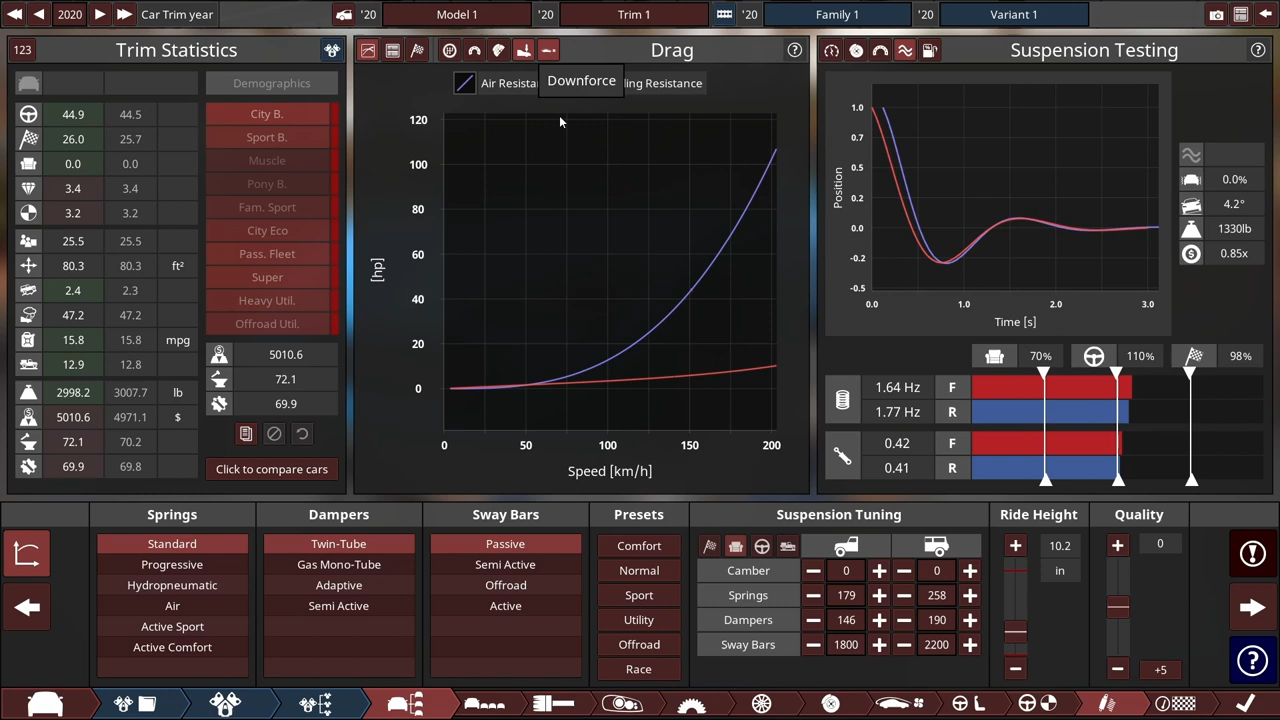 2020 Car Trim year '20 Model 1 '20 Trim 1 '20 Family 1 '20 Variant 1
123 Trim Statistics
Demographics
44.9 44.5
26.0 25.7
0.0 0.0
3.4 3.4
3.2 3.2
25.5 25.5
80.3 80.3 ft²
2.4 2.3
47.2 47.2
15.8 15.8 mpg
12.9 12.8
2998.2 3007.7 lb
5010.6 4971.1 $
72.1 70.2
69.9 69.8
City B.
Sport B.
Muscle
Pony B.
Fam. Sport
City Eco
Pass. Fleet
Super
Heavy Util.
Offroad Util.
5010.6
72.1
69.9
Click to compare cars
Drag ?
Air Resista Downforce ling Resistance
120
100
80
60
40
20
0
[hp]
0 50 100 150 200
Speed [km/h]
Suspension Testing ?
1.0
0.7
0.5
0.2
0.0
-0.2
-0.5
Position
0.0 1.0 2.0 3.0
Time [s]
0.0%
4.2°
1330lb
0.85x
70% 110% 98%
1.64 Hz F
1.77 Hz R
0.42 F
0.41 R
Springs
Standard
Progressive
Hydropneumatic
Air
Active Sport
Active Comfort
Dampers
Twin-Tube
Gas Mono-Tube
Adaptive
Semi Active
Sway Bars
Passive
Semi Active
Offroad
Active
Presets
Comfort
Normal
Sport
Utility
Offroad
Race
Suspension Tuning
Camber 0 0
Springs 179 258
Dampers 146 190
Sway Bars 1800 2200
Ride Height
10.2
in
Quality
0
+5
?